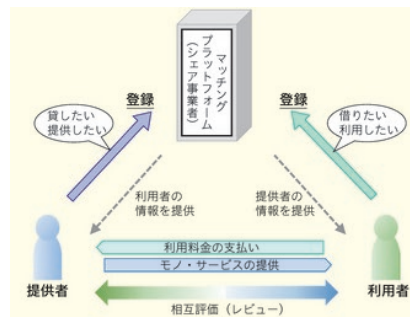 マッチング
プラットフォーム
(シェア事業者)
登録
登録
貸したい
提供したい
借りたい
利用したい
利用者の
情報を提供
提供者の
情報を提供
利用料金の支払い
モノ・サービスの提供
提供者
利用者
相互評価(レビュー)